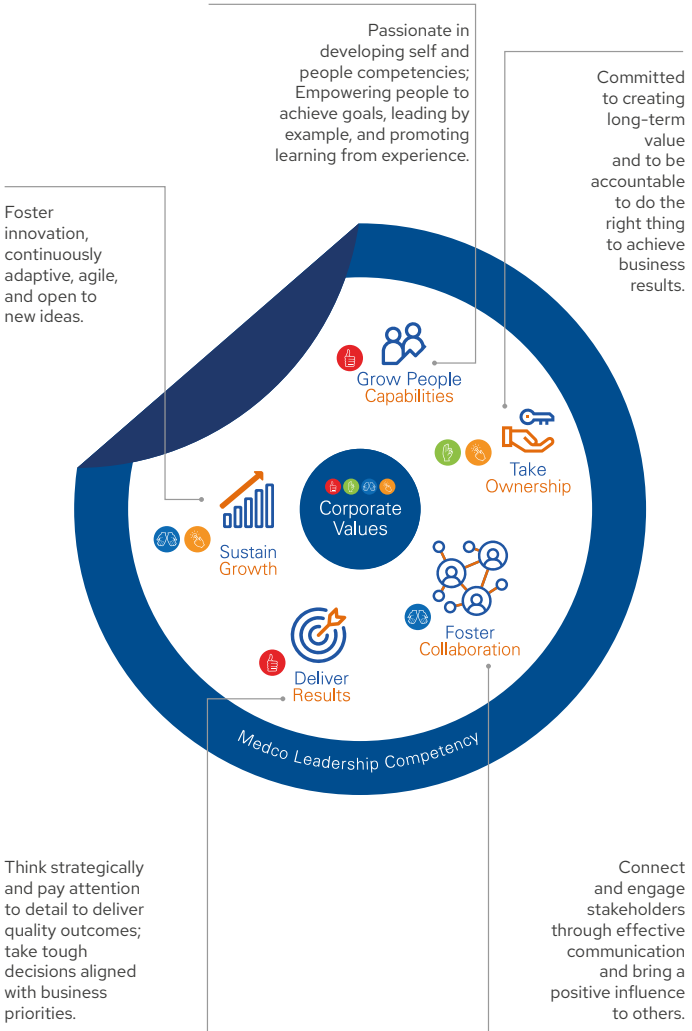 Passionate in
developing self and
people competencies;
Empowering people to
achieve goals, leading by
example, and promoting
learning from experience.
Committed
to creating
long-term
value
and to be
accountable
to do the
right thing
to achieve
business
results.
Foster
innovation,
continuously
adaptive, agile,
and open to
new ideas.
Grow People
Capabilities
Take
Ownership
Corporate
Values
Sustain
Growth
Foster
Collaboration
Deliver
Results
Medco Leadership Competency
Think strategically
and pay attention
to detail to deliver
quality outcomes;
take tough
decisions aligned
with business
priorities.
Connect
and engage
stakeholders
through effective
communication
and bring a
positive influence
to others.